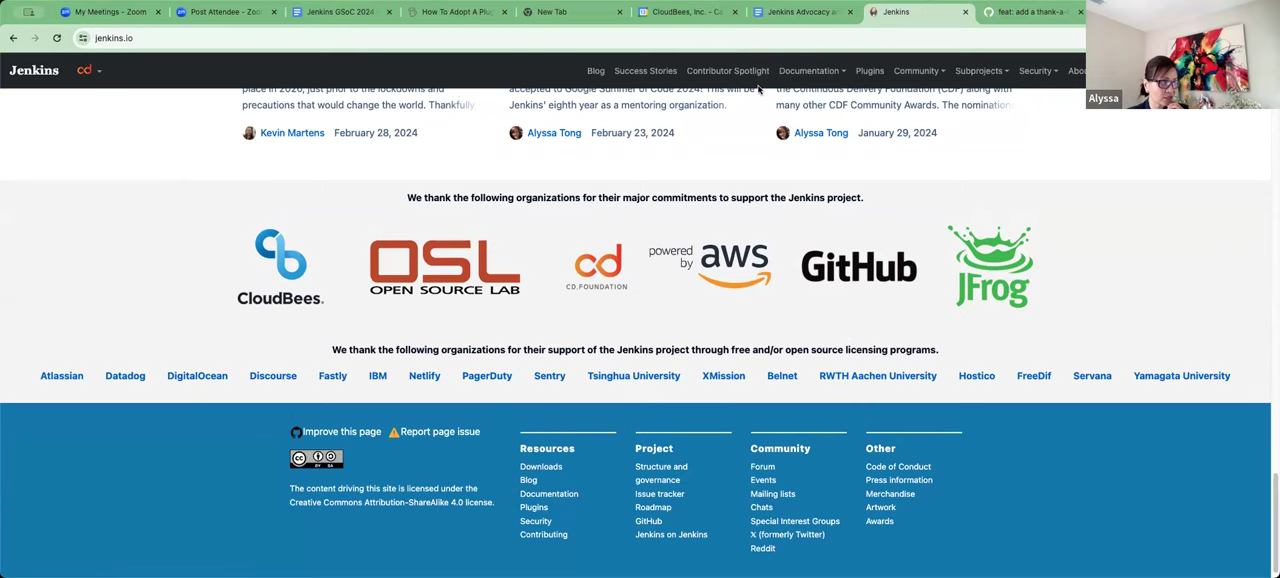 My Meetings - Zoom
Post Attendee - Zoo
Jenkins GSoC 2024
How To Adopt A Plu
New Tab
CloudBees, Inc. - Ca
Jenkins Advocacy a
Jenkins
feat: add a thank-a-
jenkins.io
Jenkins cd Blog Success Stories Contributor Spotlight Documentation Plugins Community Subprojects Security Abou
Alyssa
place in 2020, just prior to the lockdowns and
precautions that would change the world. Thankfully
Kevin Martens February 28, 2024
accepted to Google Summer of Code 2024! This will be
Jenkins' eighth year as a mentoring organization.
Alyssa Tong February 23, 2024
the Continuous Delivery Foundation (CDF) along with
many other CDF Community Awards. The nomination
Alyssa Tong January 29, 2024
We thank the following organizations for their major commitments to support the Jenkins project.
CloudBees.
OSL
OPEN SOURCE LAB
cd
CD.FOUNDATION
powered
by
aws
GitHub
JFrog
We thank the following organizations for their support of the Jenkins project through free and/or open source licensing programs.
Atlassian Datadog DigitalOcean Discourse Fastly IBM Netlify PagerDuty Sentry Tsinghua University XMission Belnet RWTH Aachen University Hostico FreeDif Servana Yamagata University
Improve this page Report page issue
CC BY SA
The content driving this site is licensed under the
Creative Commons Attribution-ShareAlike 4.0 license.
Resources
Downloads
Blog
Documentation
Plugins
Security
Contributing
Project
Structure and
governance
Issue tracker
Roadmap
GitHub
Jenkins on Jenkins
Community
Forum
Events
Mailing lists
Chats
Special Interest Groups
X (formerly Twitter)
Reddit
Other
Code of Conduct
Press information
Merchandise
Artwork
Awards